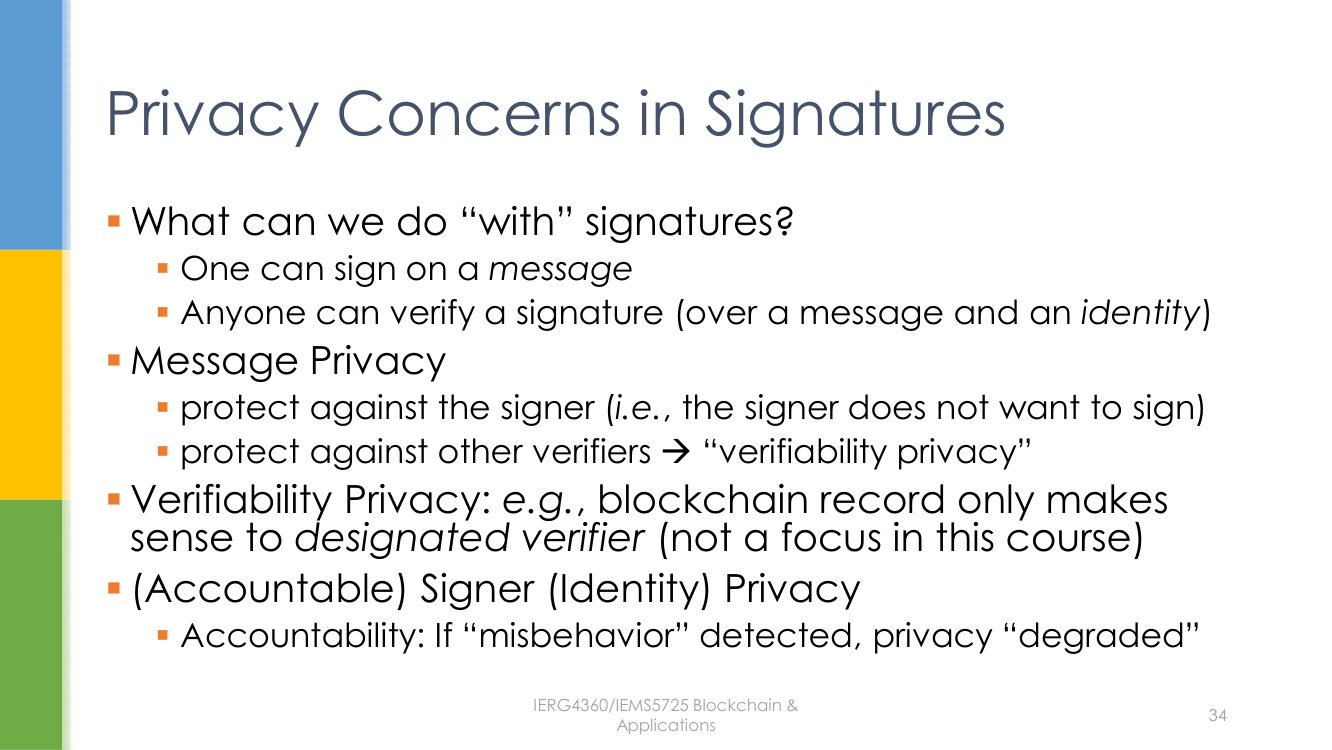 Privacy Concerns in Signatures
▪ What can we do “with” signatures?
▪ One can sign on a message
▪ Anyone can verify a signature (over a message and an identity)
▪ Message Privacy
▪ protect against the signer (i.e., the signer does not want to sign)
▪ protect against other verifiers → “verifiability privacy”
▪ Verifiability Privacy: e.g., blockchain record only makes
sense to designated verifier (not a focus in this course)
▪ (Accountable) Signer (Identity) Privacy
▪ Accountability: If “misbehavior” detected, privacy “degraded”
IERG4360/IEMS5725 Blockchain &
Applications
34